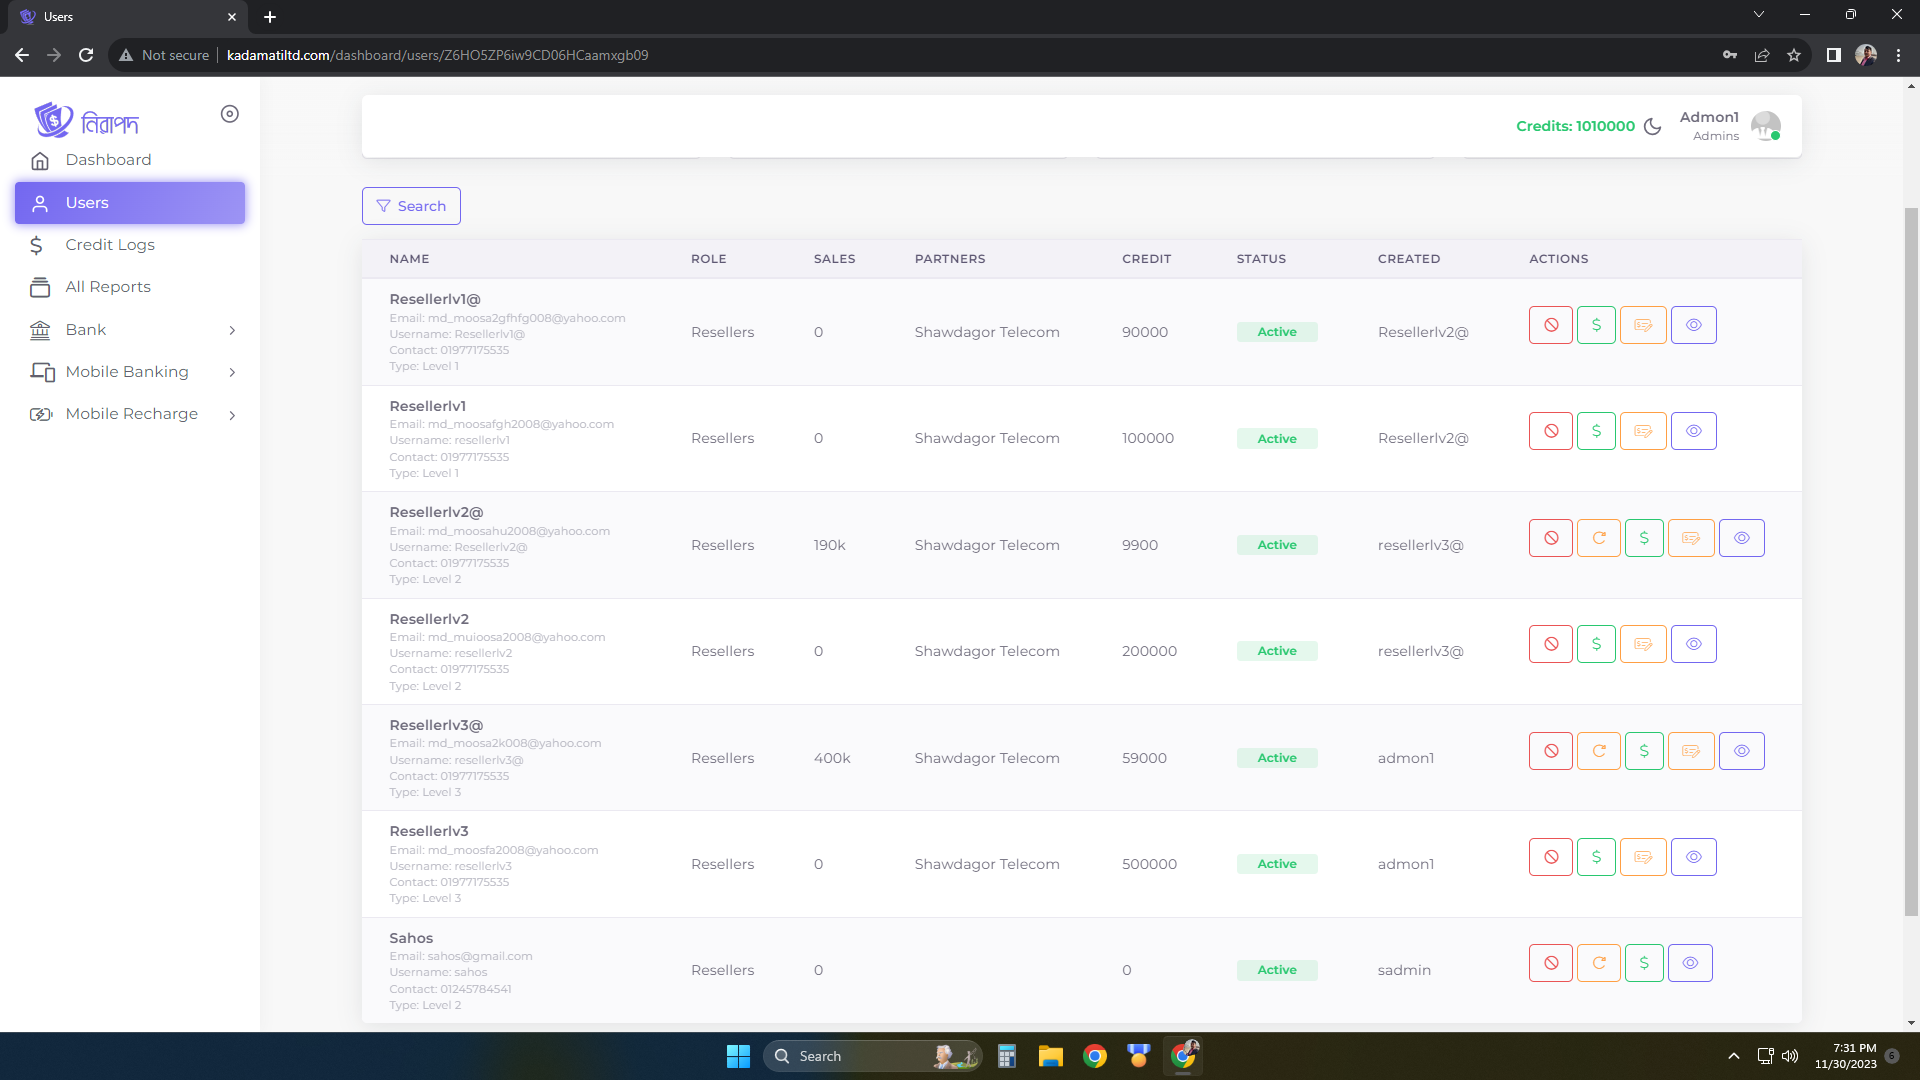 Users
Not secure
kadamatiltd.com/dashboard/users/Z6HO5ZP6iw9CD06HCaamxgb09
নিরাপদ
Dashboard
Users
Credit Logs
All Reports
Bank
Mobile Banking
Mobile Recharge
Credits: 1010000
Admon1
Admins
Search
NAME ROLE SALES PARTNERS CREDIT STATUS CREATED ACTIONS
Resellerlv1@
Email: md_moosa2gfhfg008@yahoo.com
Username: Resellerlv1@
Contact: 01977175535
Type: Level 1
Resellers 0 Shawdagor Telecom 90000 Active Resellerlv2@
Resellerlv1
Email: md_moosafgh2008@yahoo.com
Username: resellerlv1
Contact: 01977175535
Type: Level 1
Resellers 0 Shawdagor Telecom 100000 Active Resellerlv2@
Resellerlv2@
Email: md_moosahu2008@yahoo.com
Username: Resellerlv2@
Contact: 01977175535
Type: Level 2
Resellers 190k Shawdagor Telecom 9900 Active resellerlv3@
Resellerlv2
Email: md_muioosa2008@yahoo.com
Username: resellerlv2
Contact: 01977175535
Type: Level 2
Resellers 0 Shawdagor Telecom 200000 Active resellerlv3@
Resellerlv3@
Email: md_moosa2k008@yahoo.com
Username: resellerlv3@
Contact: 01977175535
Type: Level 3
Resellers 400k Shawdagor Telecom 59000 Active admon1
Resellerlv3
Email: md_moosfa2008@yahoo.com
Username: resellerlv3
Contact: 01977175535
Type: Level 3
Resellers 0 Shawdagor Telecom 500000 Active admon1
Sahos
Email: sahos@gmail.com
Username: sahos
Contact: 01245784541
Type: Level 2
Resellers 0 0 Active sadmin
Search
7:31 PM
11/30/2023
6